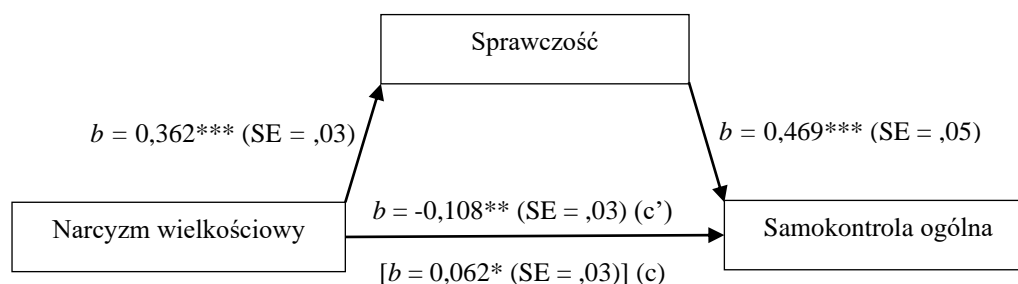 Sprawczość
b = 0,362*** (SE = ,03)
b = 0,469*** (SE = ,05)
Narcyzm wielkościowy
b = -0,108** (SE = ,03) (c’)
Samokontrola ogólna
[b = 0,062* (SE = ,03)] (c)